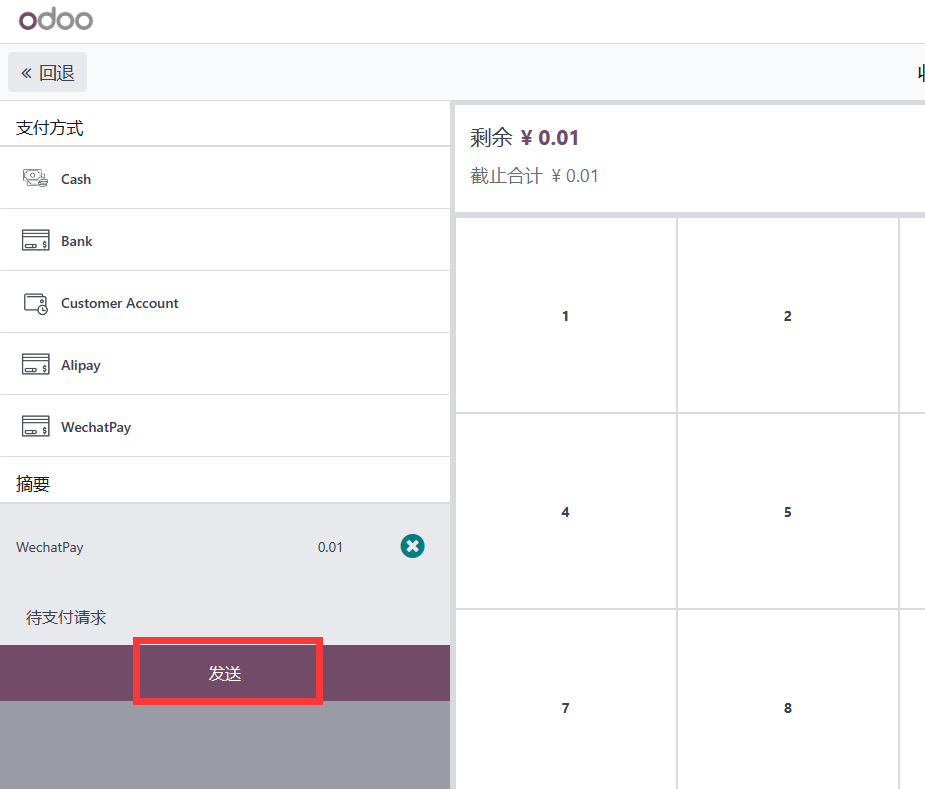 odoo
« 回退
支付方式
Cash
Bank
Customer Account
Alipay
WechatPay
摘要
WechatPay 0.01
待支付请求
发送
剩余 ¥ 0.01
截止合计 ¥ 0.01
1 2
4 5
7 8